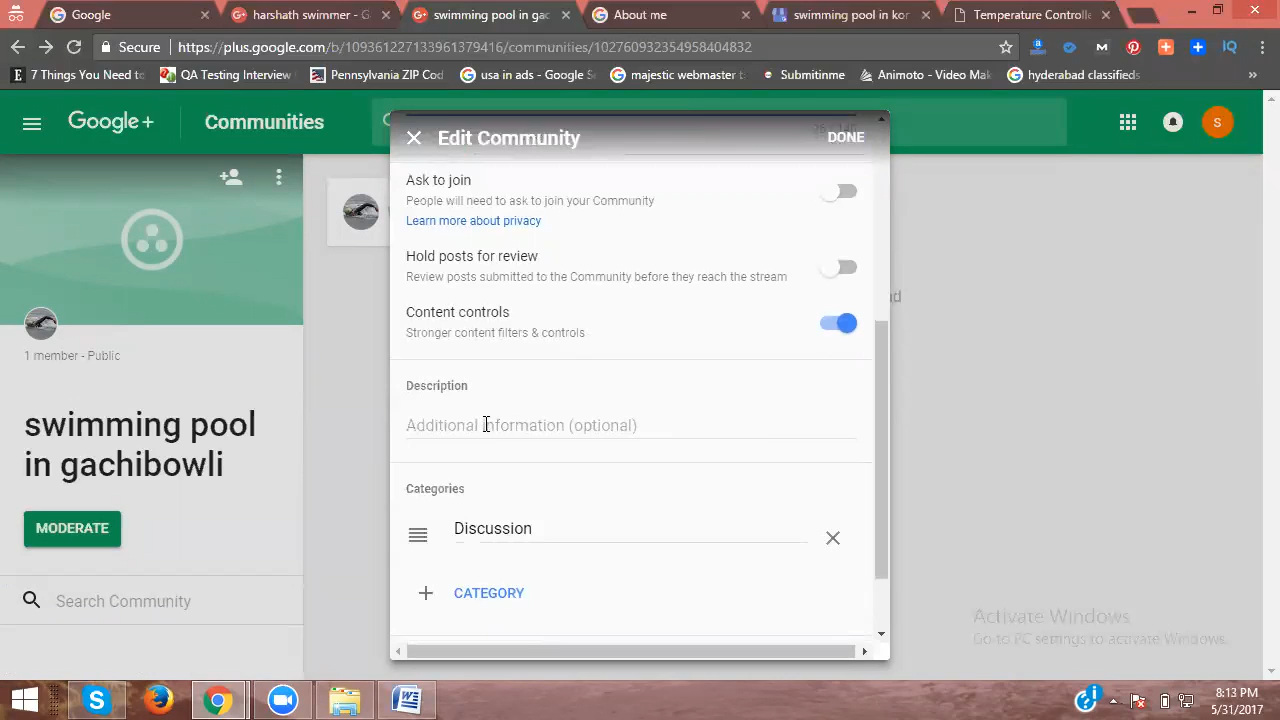 Google
harshath swimmer - G
swimming pool in gac
About me
swimming pool in kor
Temperature Controlle
Secure
https://plus.google.com/b/109361227133961379416/communities/102760932354958404832
7 Things You Need to
QA Testing Interview
Pennsylvania ZIP Cod
usa in ads - Google S
majestic webmaster t
Submitinme
Animoto - Video Mak
hyderabad classifieds
Google+
Communities
S
Edit Community
DONE
Ask to join
People will need to ask to join your Community
Learn more about privacy
Hold posts for review
Review posts submitted to the Community before they reach the stream
Content controls
Stronger content filters & controls
Description
Additional information (optional)
Categories
Discussion
CATEGORY
1 member - Public
swimming pool
in gachibowli
MODERATE
Search Community
Activate Windows
Go to PC settings to activate Windows.
8:13 PM
5/31/2017